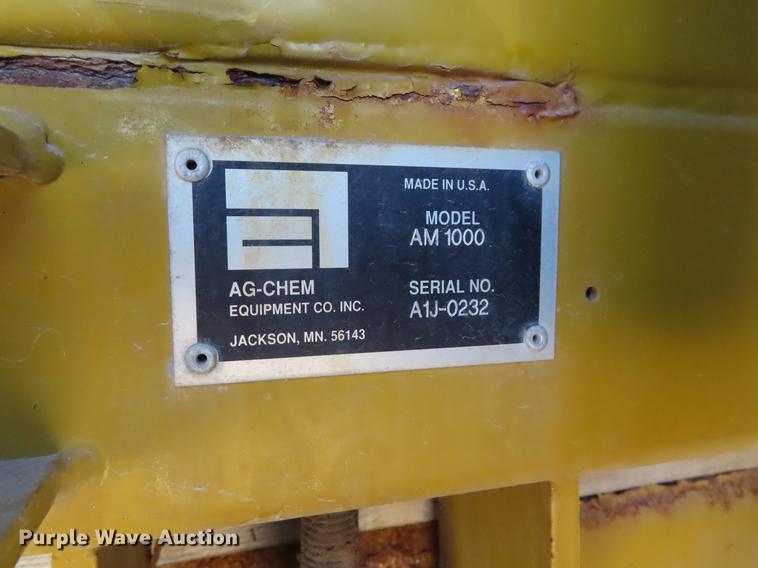 MADE IN U.S.A.
MODEL
AM 1000
AG-CHEM
EQUIPMENT CO. INC.
JACKSON, MN. 56143
SERIAL NO.
A1J-0232
Purple Wave Auction